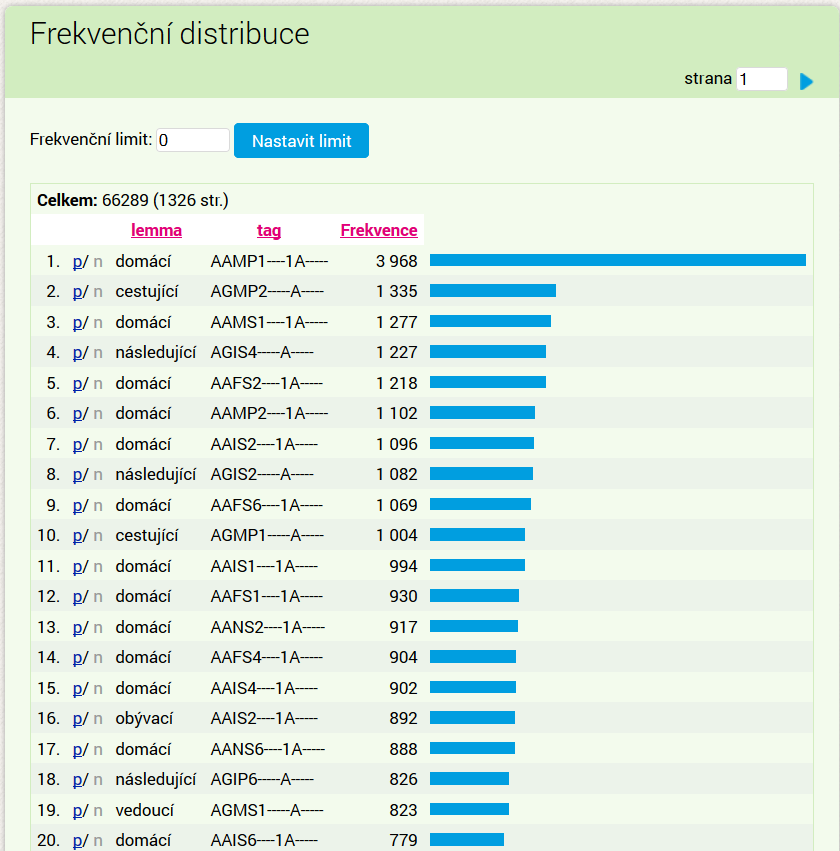 Frekvenční distribuce
strana 1
Frekvenční limit: 0 Nastavit limit
Celkem: 66289 (1326 str.)
lemma tag Frekvence
1. p/ n domácí AAMP1----1A----- 3 968
2. p/ n cestující AGMP2-----A----- 1 335
3. p/ n domácí AAMS1----1A----- 1 277
4. p/ n následující AGIS4-----A----- 1 227
5. p/ n domácí AAFS2----1A----- 1 218
6. p/ n domácí AAMP2----1A----- 1 102
7. p/ n domácí AAIS2----1A----- 1 096
8. p/ n následující AGIS2-----A----- 1 082
9. p/ n domácí AAFS6----1A----- 1 069
10. p/ n cestující AGMP1-----A----- 1 004
11. p/ n domácí AAIS1----1A----- 994
12. p/ n domácí AAFS1----1A----- 930
13. p/ n domácí AANS2----1A----- 917
14. p/ n domácí AAFS4----1A----- 904
15. p/ n domácí AAIS4----1A----- 902
16. p/ n obývací AAIS2----1A----- 892
17. p/ n domácí AANS6----1A----- 888
18. p/ n následující AGIP6-----A----- 826
19. p/ n vedoucí AGMS1-----A----- 823
20. p/ n domácí AAIS6----1A----- 779